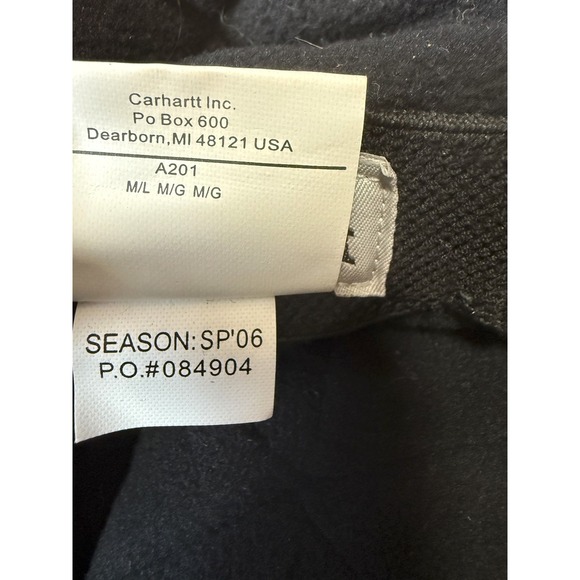 Carhartt Inc.
Po Box 600
Dearborn,MI 48121 USA
A201
M/L M/G M/G
SEASON: SP'06
P.O.#084904